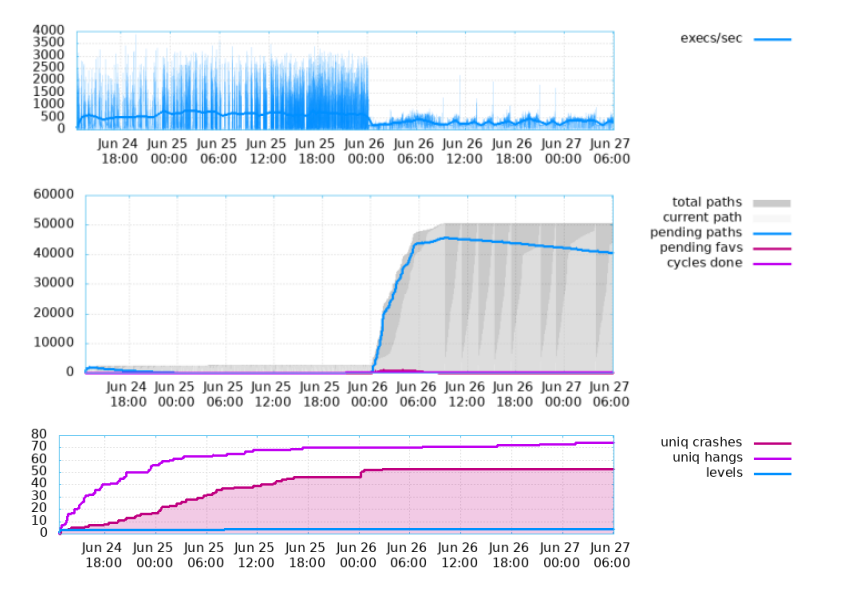 4000
3500
3000
2500
2000
1500
1000
500
0
Jun 24 Jun 25 Jun 25 Jun 25 Jun 25 Jun 26 Jun 26 Jun 26 Jun 26 Jun 27 Jun 27
18:00 00:00 06:00 12:00 18:00 00:00 06:00 12:00 18:00 00:00 06:00
execs/sec
60000
50000
40000
30000
20000
10000
0
Jun 24 Jun 25 Jun 25 Jun 25 Jun 25 Jun 26 Jun 26 Jun 26 Jun 26 Jun 27 Jun 27
18:00 00:00 06:00 12:00 18:00 00:00 06:00 12:00 18:00 00:00 06:00
total paths
current path
pending paths
pending favs
cycles done
80
70
60
50
40
30
20
10
0
Jun 24 Jun 25 Jun 25 Jun 25 Jun 25 Jun 26 Jun 26 Jun 26 Jun 26 Jun 27 Jun 27
18:00 00:00 06:00 12:00 18:00 00:00 06:00 12:00 18:00 00:00 06:00
uniq crashes
uniq hangs
levels